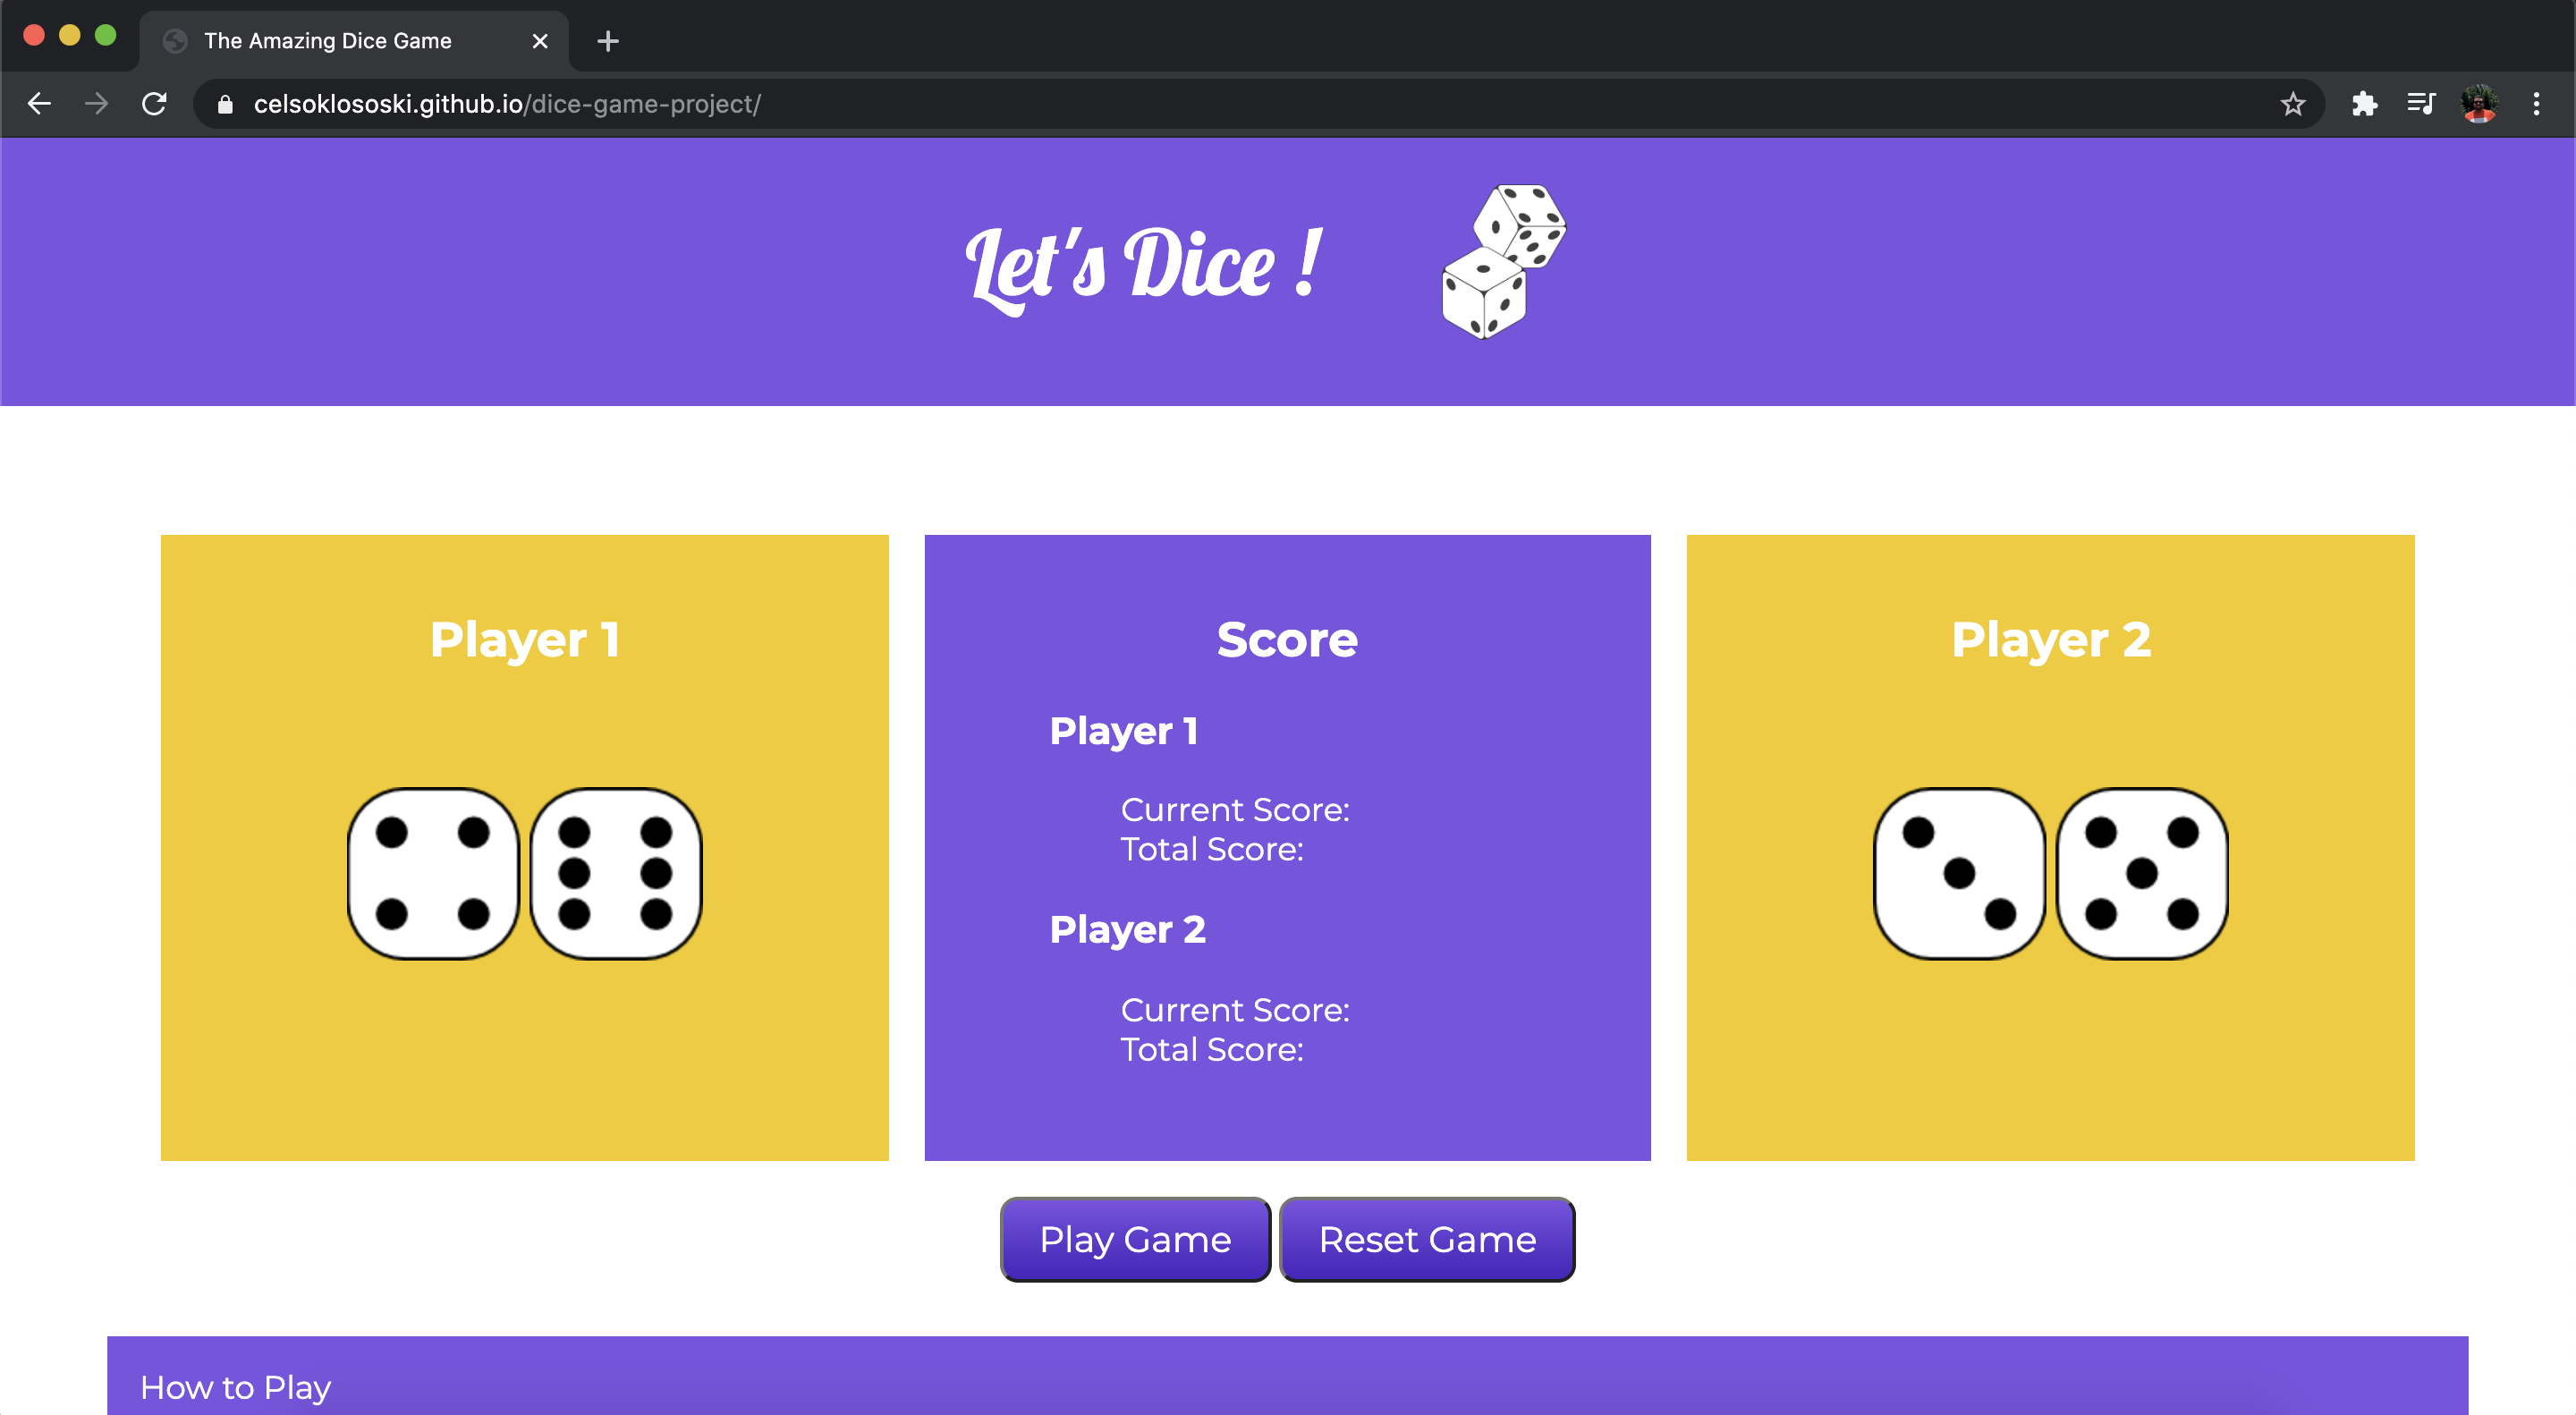 The Amazing Dice Game
celsoklososki.github.io/dice-game-project/
Let's Dice !
Player 1
Score
Player 2
Player 1
Current Score:
Total Score:
Player 2
Current Score:
Total Score:
Play Game
Reset Game
How to Play